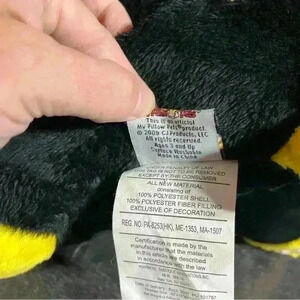 This is an official
My Pillow Pets® product.
© 2009 CJ Products, LLC
All rights reserved.
Ages 3 and Up
Surface Washable
Made in China
UNDER PENALTY OF LAW
THIS TAG IS NOT TO BE REMOVED
EXCEPT BY THE CONSUMER
ALL NEW MATERIAL
consisting of
100% POLYESTER SHELL
100% POLYESTER FIBER FILLING
EXCLUSIVE OF DECORATION
REG. NO. PA-8253(HK), ME-1353, MA-1507
Certification is made by the
manufacturer that the materials
in this article are described
in accordance with law.